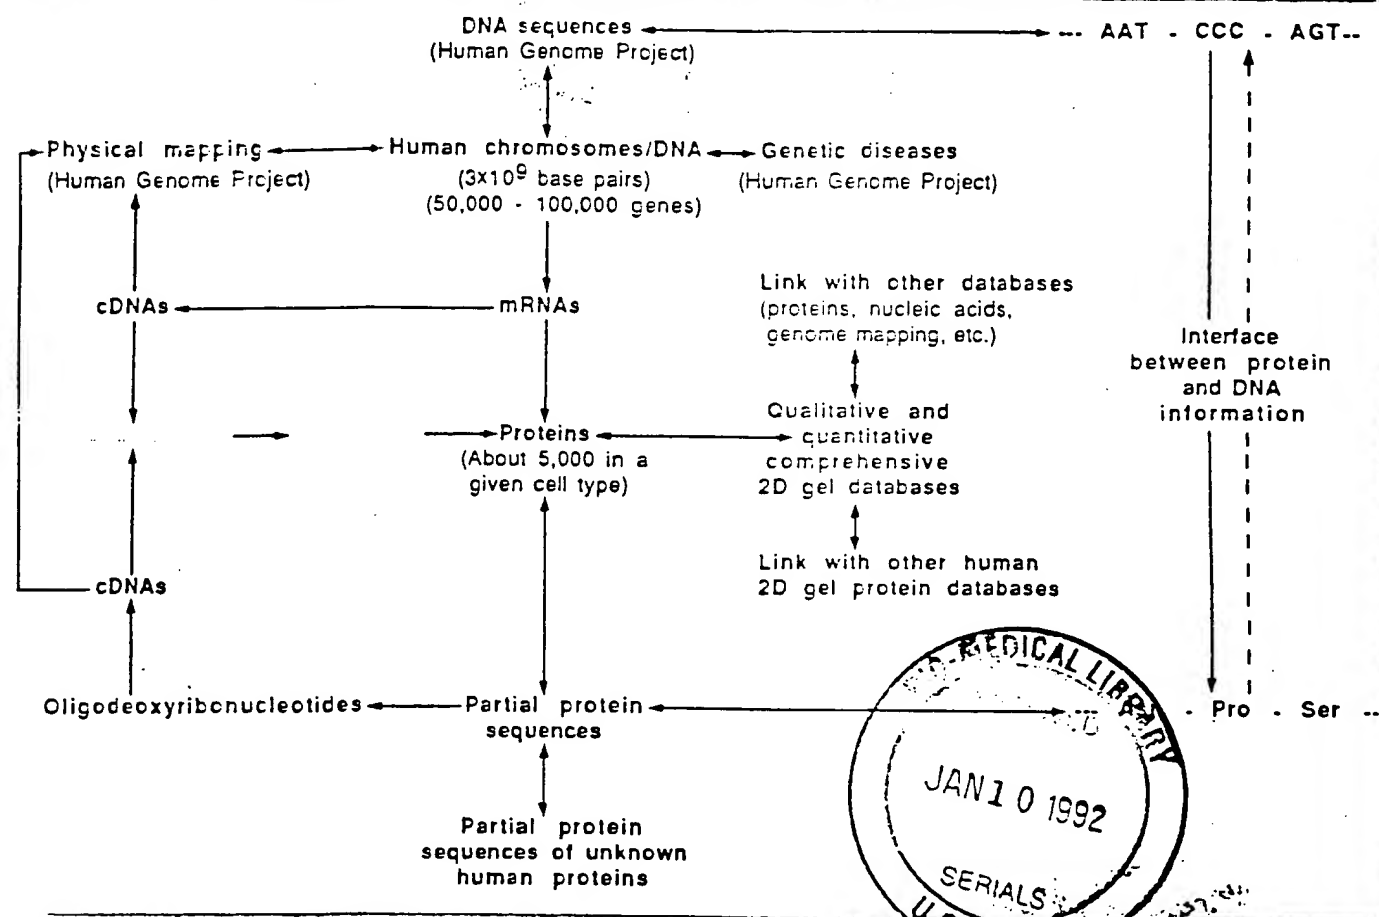 DNA sequences
(Human Genome Project)
--- AAT - CCC - AGT--
Physical mapping
(Human Genome Project)
Human chromosomes/DNA
(3x10⁹ base pairs)
(50,000 - 100,000 genes)
Genetic diseases
(Human Genome Project)
cDNAs
mRNAs
Link with other databases
(proteins, nucleic acids,
genome mapping, etc.)
Interface
between protein
and DNA
information
Proteins
(About 5,000 in a
given cell type)
Qualitative and
quantitative
comprehensive
2D gel databases
Link with other human
2D gel protein databases
cDNAs
Oligodeoxyribonucleotides
Partial protein
sequences
- Pro - Ser --
Partial protein
sequences of unknown
human proteins
MEDICAL LIBRARY
JAN 10 1992
SERIALS